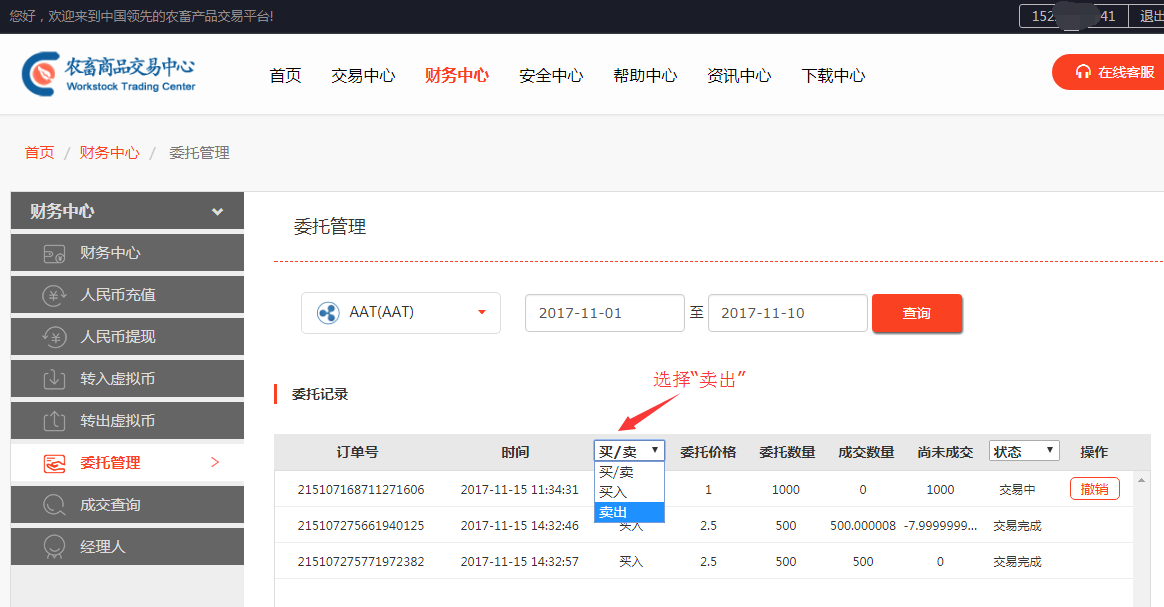 您好，欢迎来到中国领先的农畜产品交易平台!
152 41 退出
农畜商品交易中心
Workstock Trading Center
首页 交易中心 财务中心 安全中心 帮助中心 资讯中心 下载中心
在线客服
首页 / 财务中心 / 委托管理
财务中心
财务中心
人民币充值
人民币提现
转入虚拟币
转出虚拟币
委托管理 >
成交查询
经理人
委托管理
AAT(AAT) 2017-11-01 至 2017-11-10 查询
选择“卖出”
委托记录
订单号 时间 买/卖 委托价格 委托数量 成交数量 尚未成交 状态 操作
买/卖
买入
卖出
215107168711271606 2017-11-15 11:34:31 1 1000 0 1000 交易中 撤销
215107275661940125 2017-11-15 14:32:46 买入 2.5 500 500.000008 -7.9999999... 交易完成
215107275771972382 2017-11-15 14:32:57 买入 2.5 500 500 0 交易完成